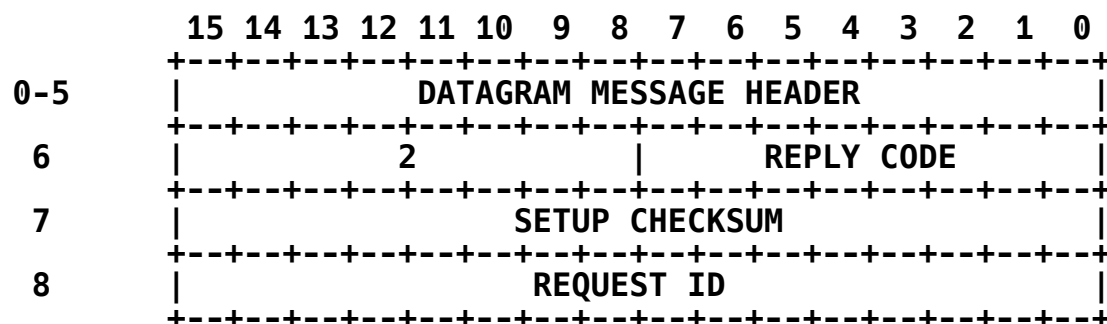 15 14 13 12 11 10 9 8 7 6 5 4 3 2 1 0
+--+--+--+--+--+--+--+--+--+--+--+--+--+--+--+--+
0-5 | DATAGRAM MESSAGE HEADER |
+--+--+--+--+--+--+--+--+--+--+--+--+--+--+--+--+
6 | 2 | REPLY CODE |
+--+--+--+--+--+--+--+--+--+--+--+--+--+--+--+--+
7 | SETUP CHECKSUM |
+--+--+--+--+--+--+--+--+--+--+--+--+--+--+--+--+
8 | REQUEST ID |
+--+--+--+--+--+--+--+--+--+--+--+--+--+--+--+--+